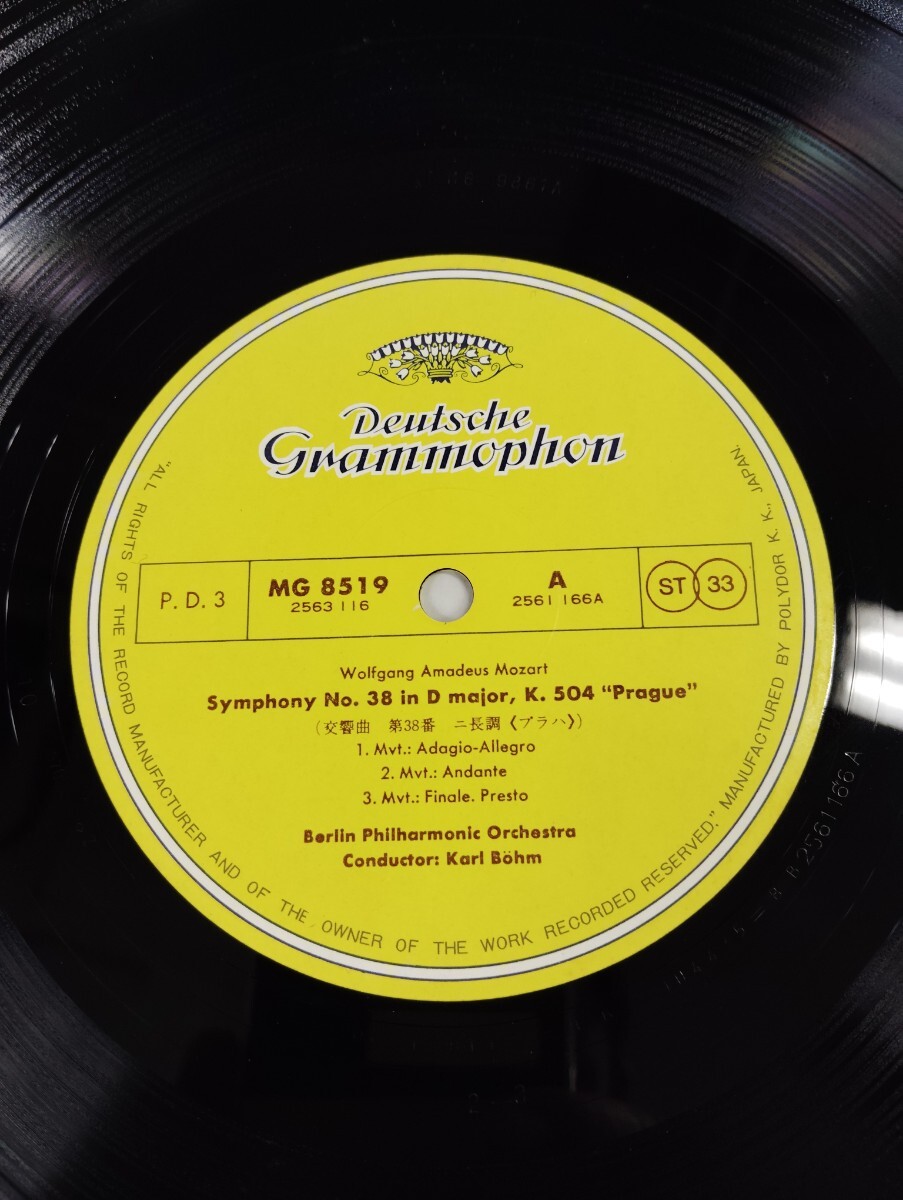 Deutsche
Grammophon
P. D. 3
MG 8519
2563 116
A
2561 166A
ST 33
Wolfgang Amadeus Mozart
Symphony No. 38 in D major, K. 504 "Prague"
(交響曲 第38番 ニ長調〈プラハ〉)
1. Mvt.: Adagio-Allegro
2. Mvt.: Andante
3. Mvt.: Finale. Presto
Berlin Philharmonic Orchestra
Conductor: Karl Böhm
"ALL RIGHTS OF THE RECORD MANUFACTURER AND OF THE OWNER OF THE WORK RECORDED RESERVED." MANUFACTURED BY POLYDOR K. K., JAPAN.
2561166 A